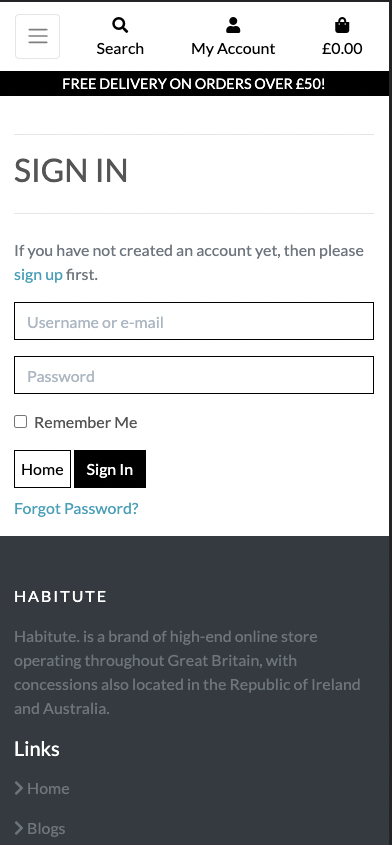 Search
My Account
£0.00
FREE DELIVERY ON ORDERS OVER £50!
SIGN IN
If you have not created an account yet, then please
sign up first.
Username or e-mail
Password
Remember Me
Home
Sign In
Forgot Password?
HABITUTE
Habitute. is a brand of high-end online store
operating throughout Great Britain, with
concessions also located in the Republic of Ireland
and Australia.
Links
Home
Blogs